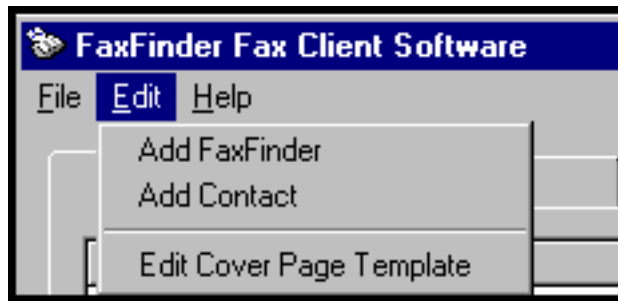 FaxFinder Fax Client Software
File Edit Help
Add FaxFinder
Add Contact
Edit Cover Page Template